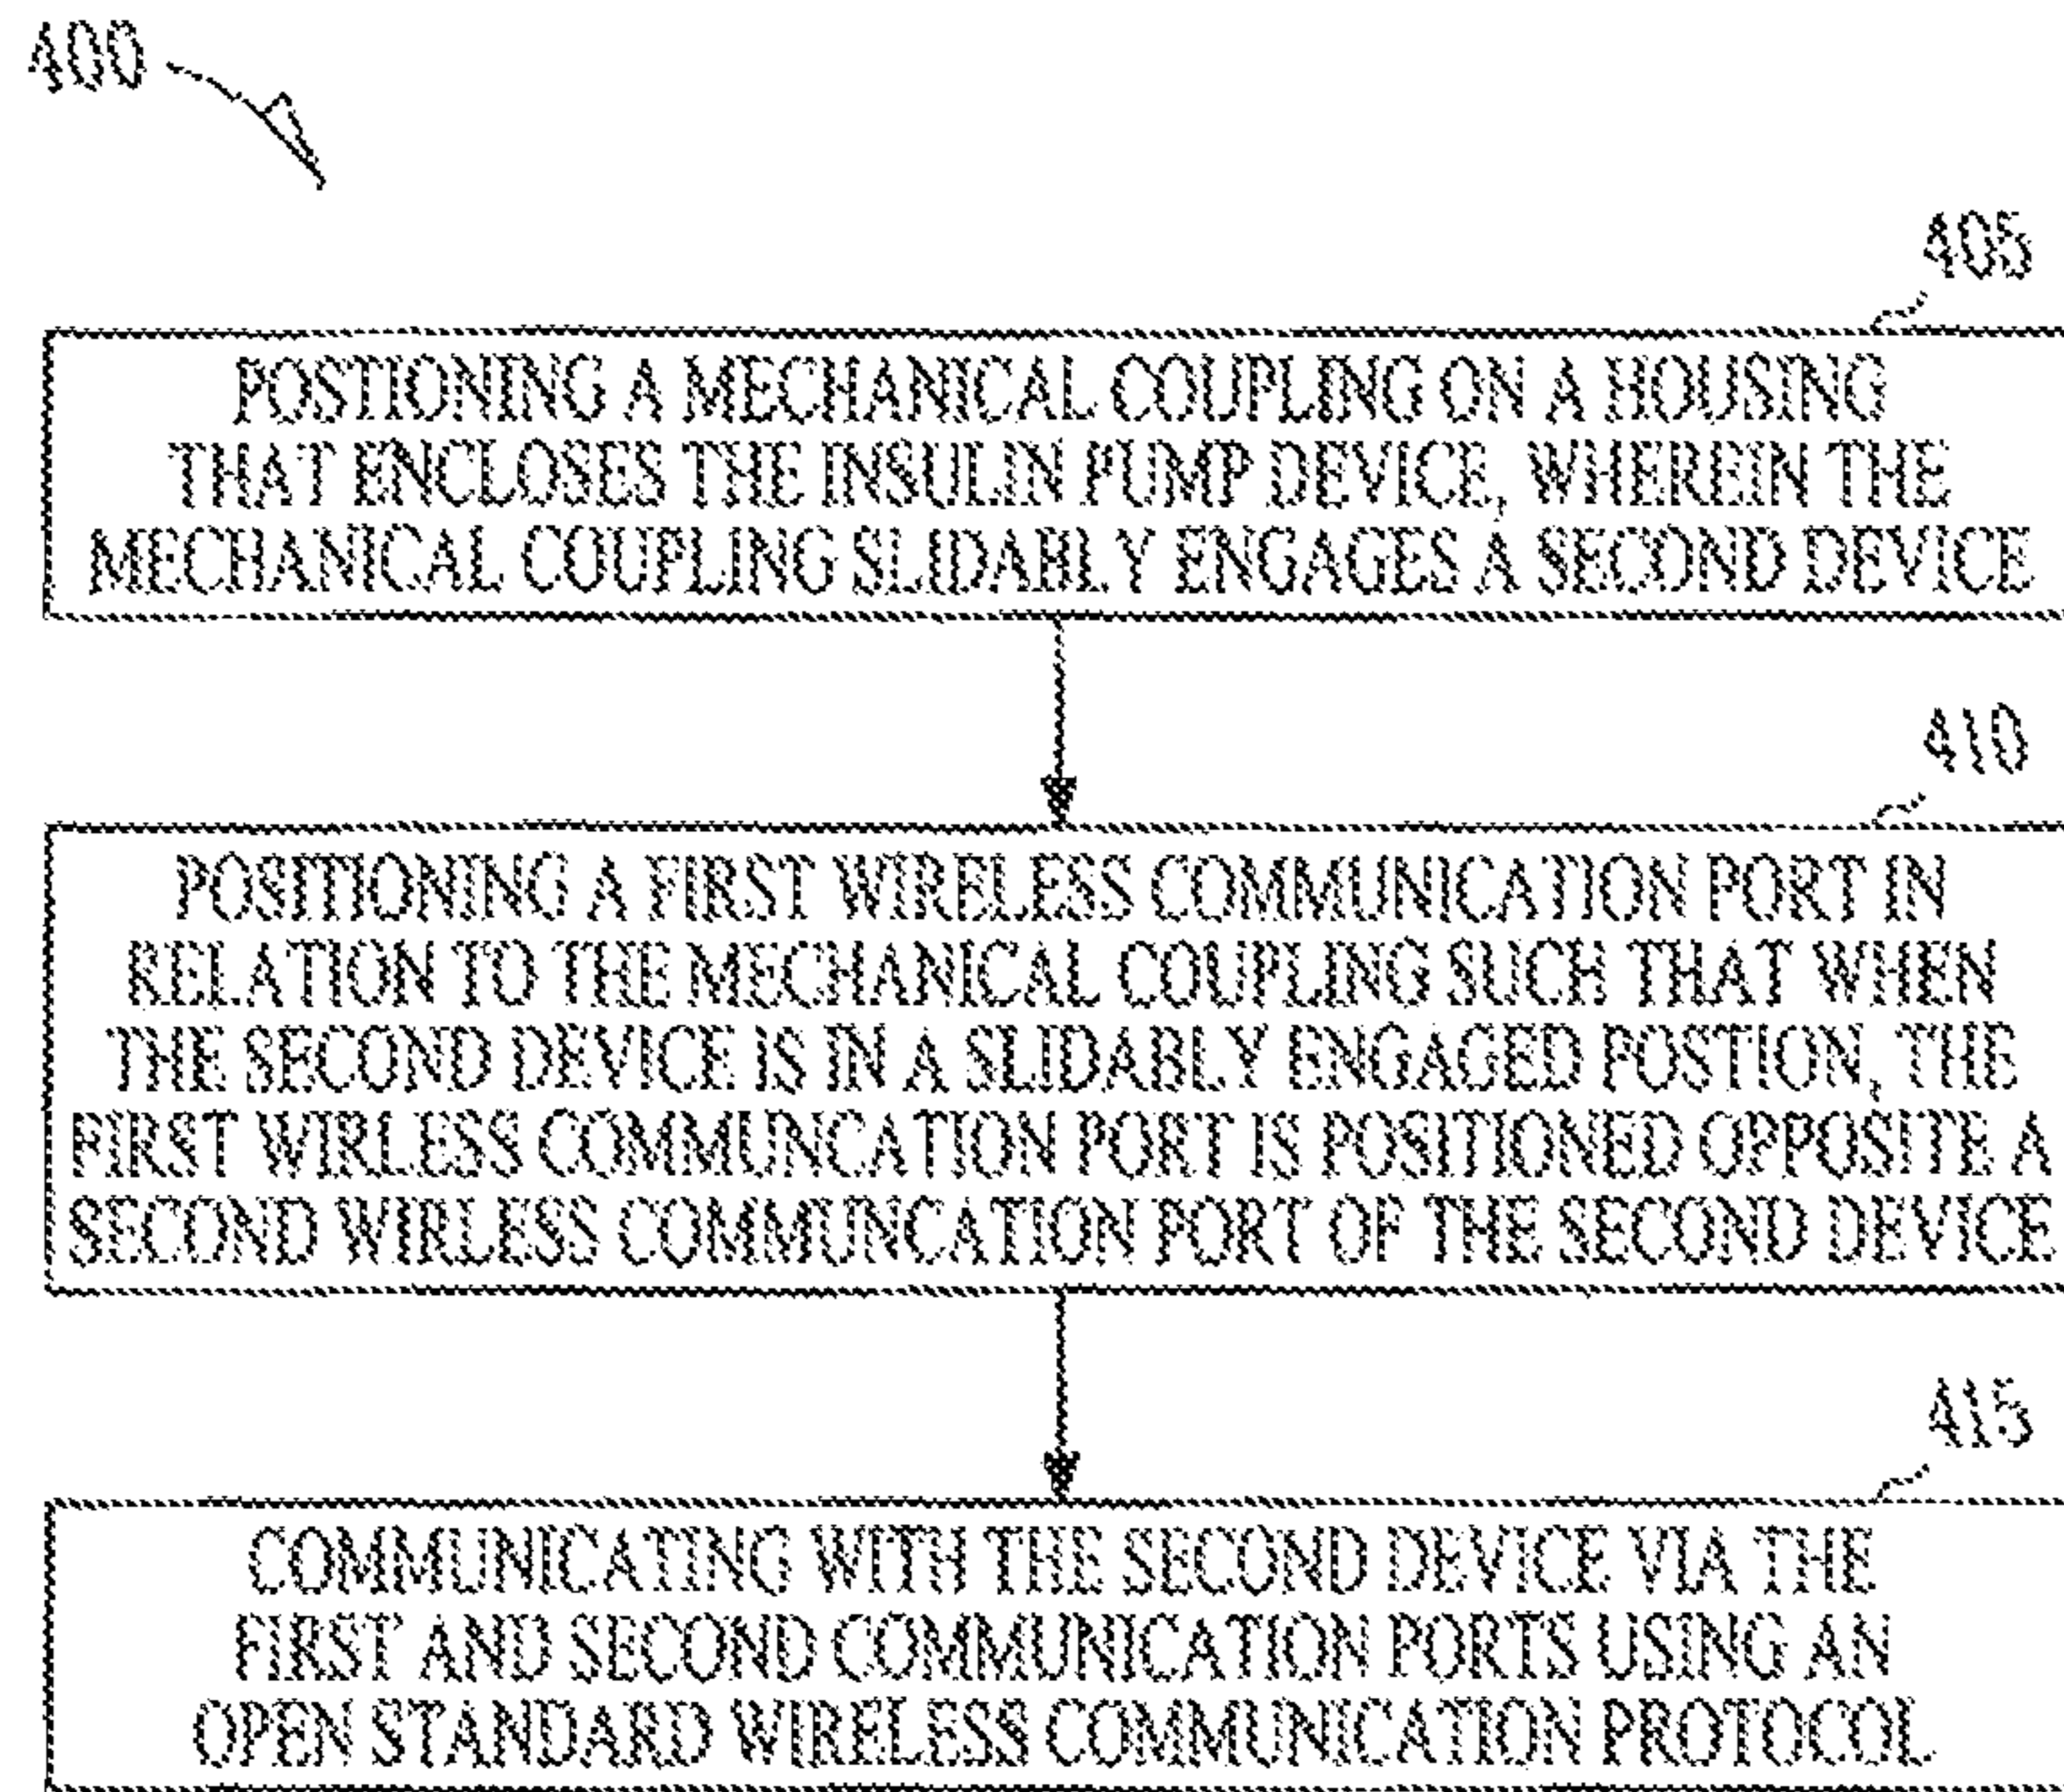 400
405
POSTIONING A MECHANICAL COUPLING ON A HOUSING
THAT ENCLOSES THE INSULIN PUMP DEVICE, WHEREIN THE
MECHANICAL COUPLING SLIDABLY ENGAGES A SECOND DEVICE
410
POSITIONING A FIRST WIRELESS COMMUNICATION PORT IN
RELATION TO THE MECHANICAL COUPLING SUCH THAT WHEN
THE SECOND DEVICE IS IN A SLIDABLY ENGAGED POSTION, THE
FIRST WIRLESS COMMUNCATION PORT IS POSITIONED OPPOSITE A
SECOND WIRLESS COMMUNCATION PORT OF THE SECOND DEVICE
415
COMMUNICATING WITH THE SECOND DEVICE VIA THE
FIRST AND SECOND COMMUNICATION PORTS USING AN
OPEN STANDARD WIRELESS COMMUNICATION PROTOCOL